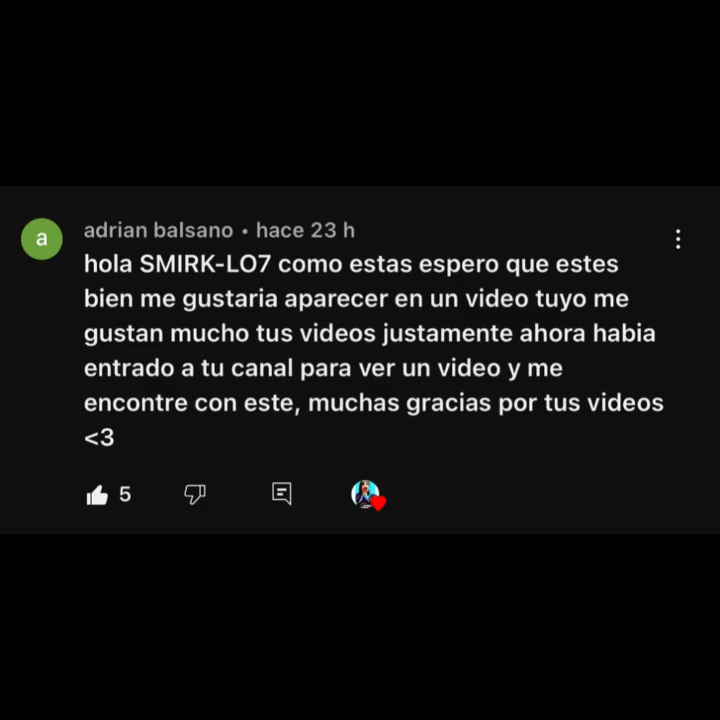 a
adrian balsano • hace 23 h
hola SMIRK-LO7 como estas espero que estes
bien me gustaria aparecer en un video tuyo me
gustan mucho tus videos justamente ahora habia
entrado a tu canal para ver un video y me
encontre con este, muchas gracias por tus videos
<3
5